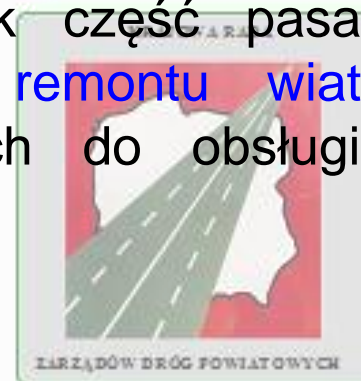 k część pasa
remontu wiat
ch do obsługi
ZARZĄDÓW DRÓG POWIATOWYCH